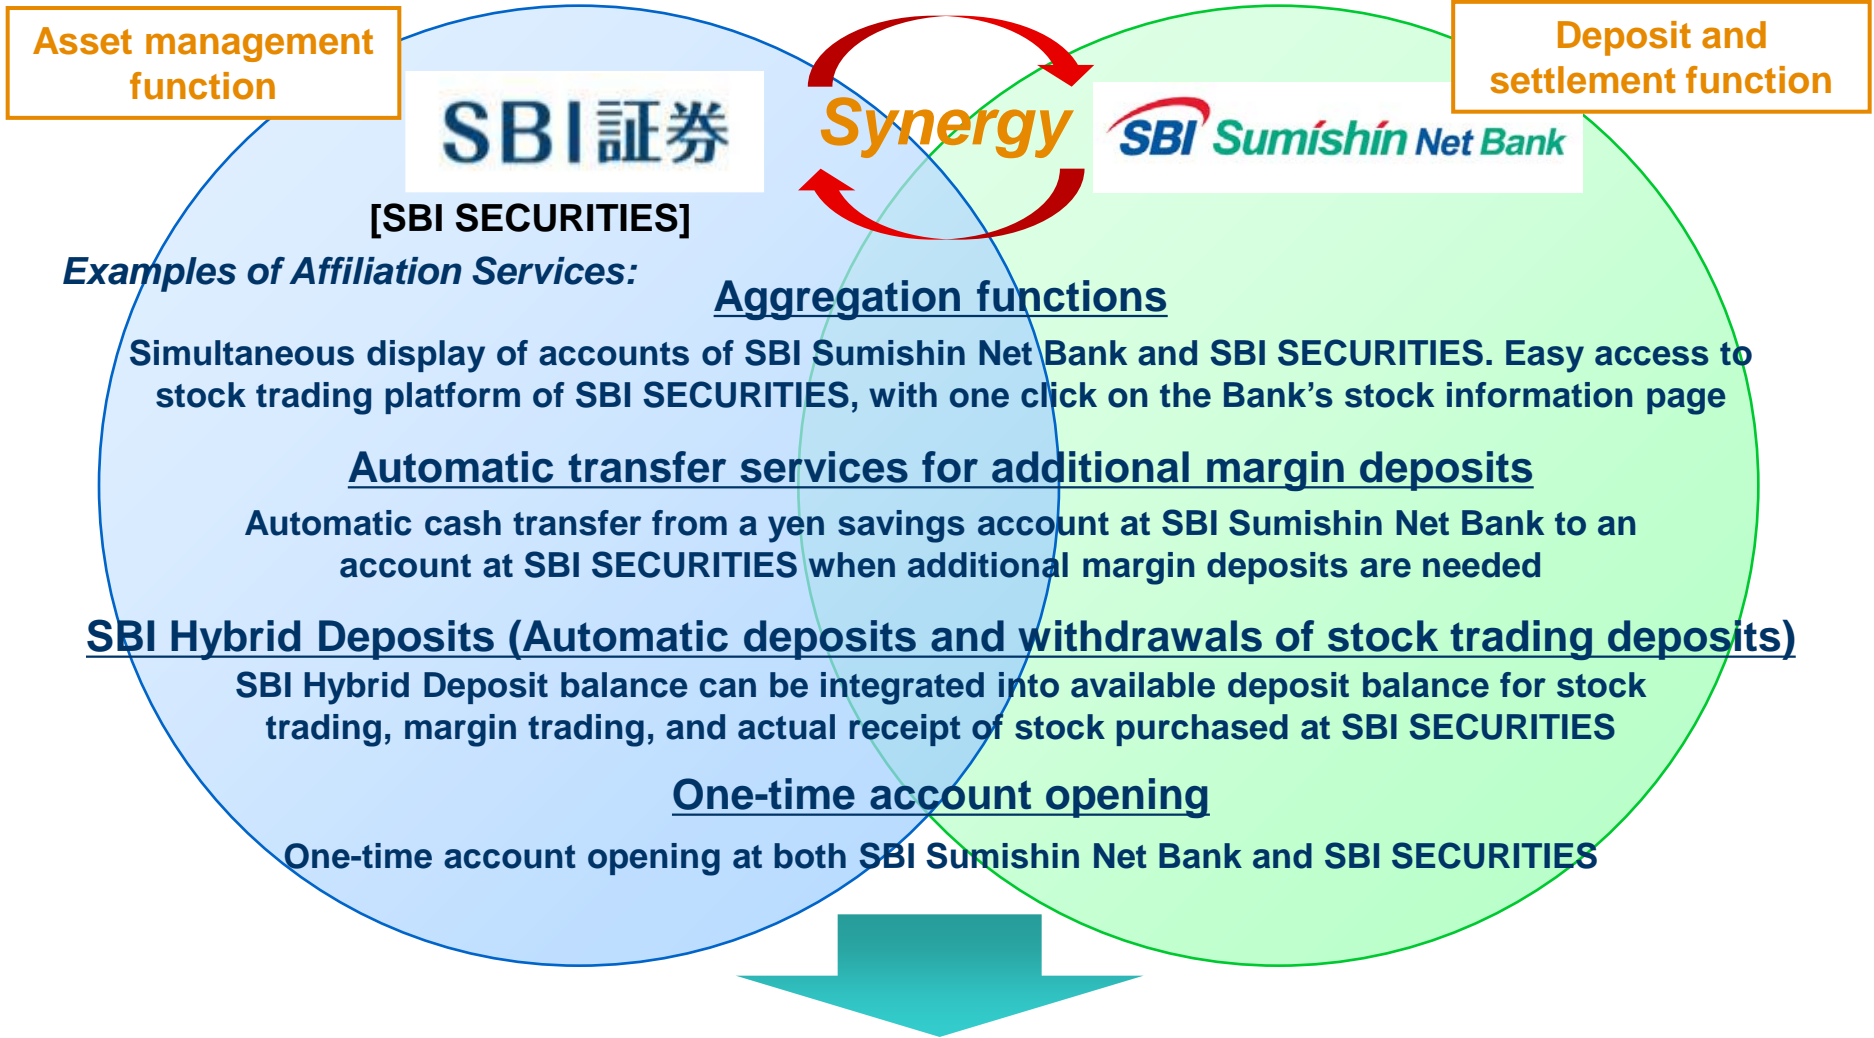 Asset management
function
Deposit and
settlement function
SBI証券
Synergy
SBI Sumishin Net Bank
[SBI SECURITIES]
Examples of Affiliation Services:
Aggregation functions
Simultaneous display of accounts of SBI Sumishin Net Bank and SBI SECURITIES. Easy access to
stock trading platform of SBI SECURITIES, with one click on the Bank’s stock information page
Automatic transfer services for additional margin deposits
Automatic cash transfer from a yen savings account at SBI Sumishin Net Bank to an
account at SBI SECURITIES when additional margin deposits are needed
SBI Hybrid Deposits (Automatic deposits and withdrawals of stock trading deposits)
SBI Hybrid Deposit balance can be integrated into available deposit balance for stock
trading, margin trading, and actual receipt of stock purchased at SBI SECURITIES
One-time account opening
One-time account opening at both SBI Sumishin Net Bank and SBI SECURITIES